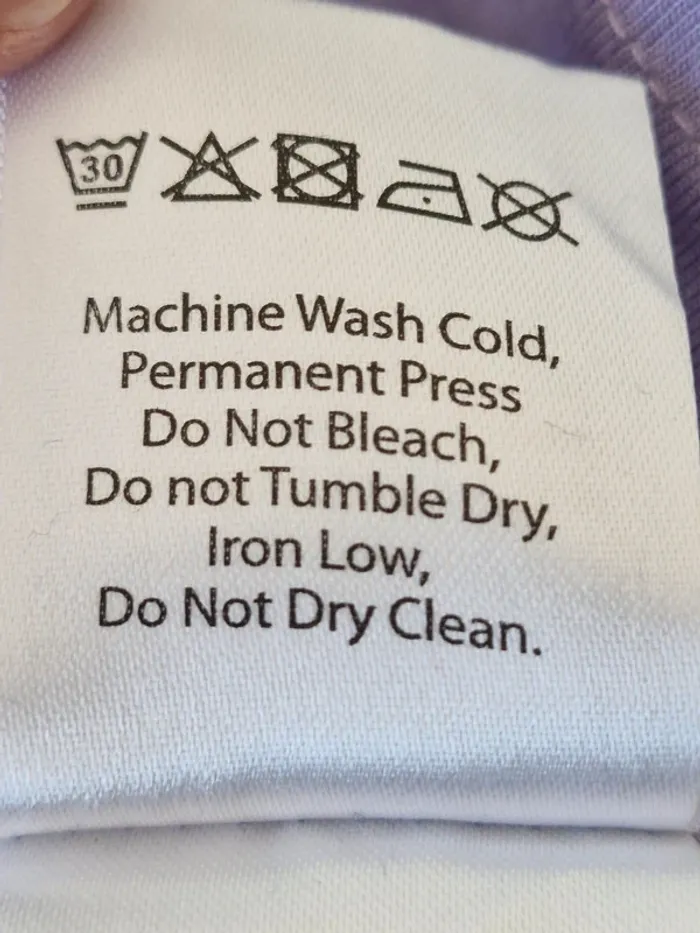 30
Machine Wash Cold,
Permanent Press
Do Not Bleach,
Do not Tumble Dry,
Iron Low,
Do Not Dry Clean.